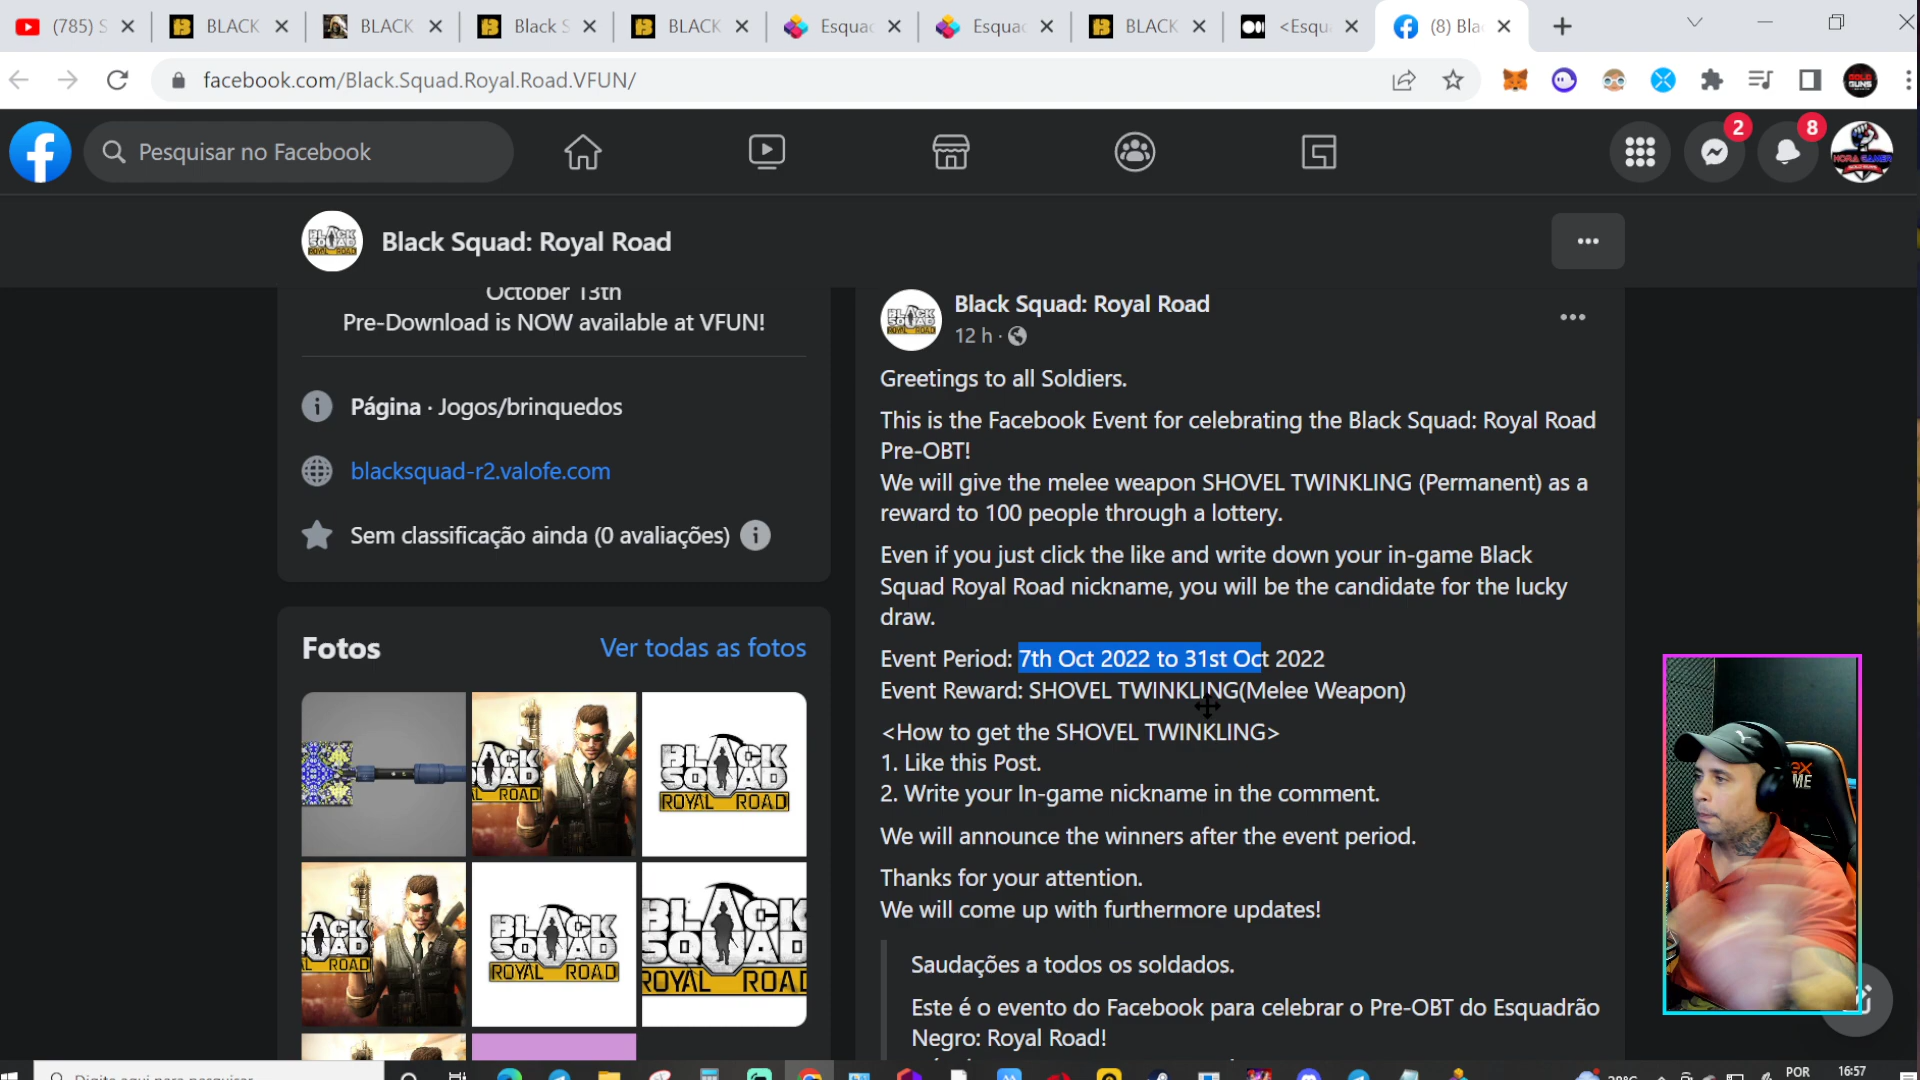 (785) S
BLACK
BLACK
Black S
BLACK
Esquac
Esquac
BLACK
<Esqu
(8) Bla
facebook.com/Black.Squad.Royal.Road.VFUN/
Pesquisar no Facebook
2
8
Black Squad: Royal Road
October 13th
Pre-Download is NOW available at VFUN!
Página · Jogos/brinquedos
blacksquad-r2.valofe.com
Sem classificação ainda (0 avaliações)
Fotos
Ver todas as fotos
BLACK SQUAD ROYAL ROAD
Black Squad: Royal Road
12 h
Greetings to all Soldiers.
This is the Facebook Event for celebrating the Black Squad: Royal Road
Pre-OBT!
We will give the melee weapon SHOVEL TWINKLING (Permanent) as a
reward to 100 people through a lottery.
Even if you just click the like and write down your in-game Black
Squad Royal Road nickname, you will be the candidate for the lucky
draw.
Event Period: 7th Oct 2022 to 31st Oct 2022
Event Reward: SHOVEL TWINKLING(Melee Weapon)
<How to get the SHOVEL TWINKLING>
1. Like this Post.
2. Write your In-game nickname in the comment.
We will announce the winners after the event period.
Thanks for your attention.
We will come up with furthermore updates!
Saudações a todos os soldados.
Este é o evento do Facebook para celebrar o Pre-OBT do Esquadrão
Negro: Royal Road!
POR
16:57